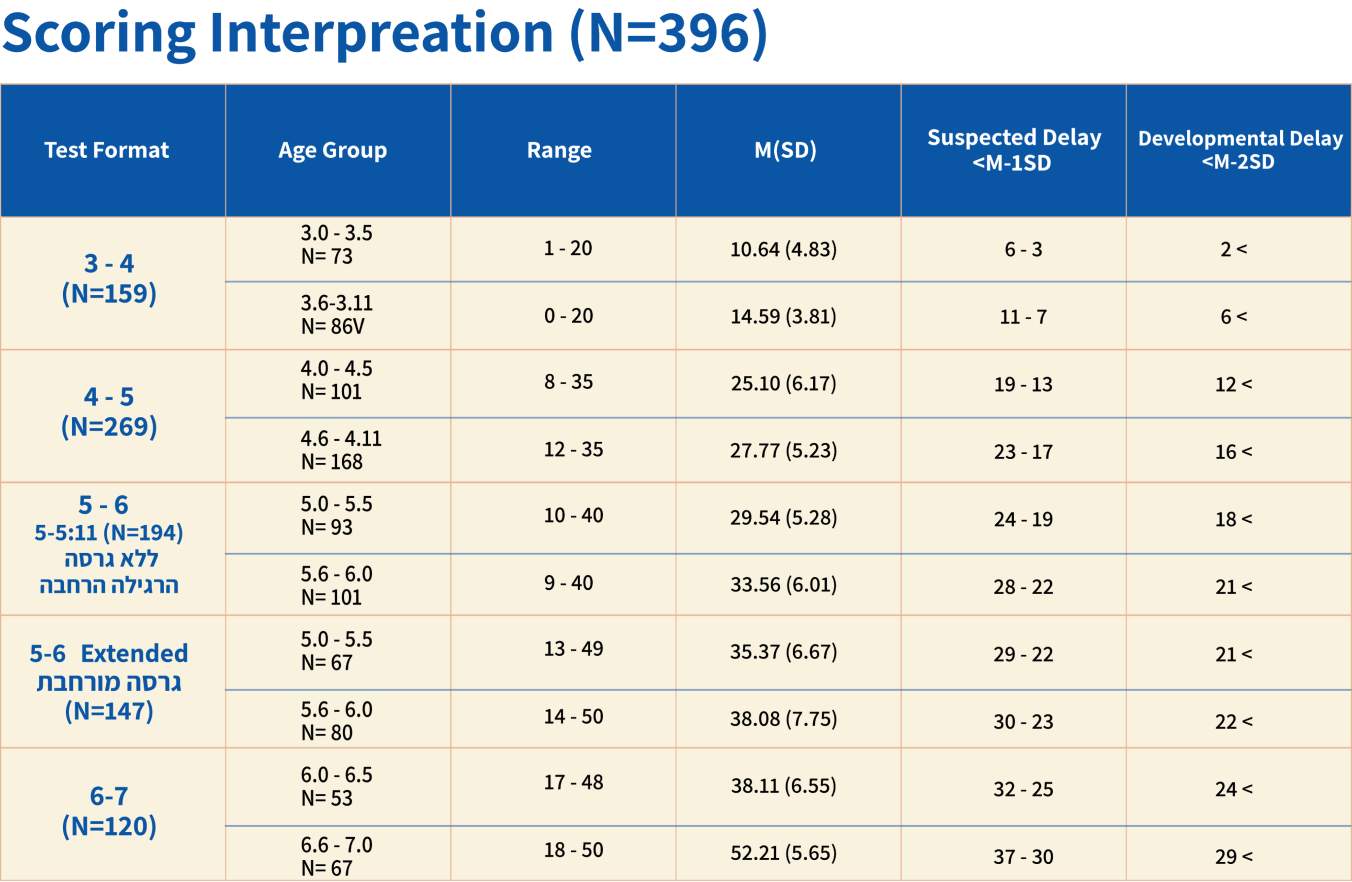 Scoring Interpreation (N=396)
Test Format
Age Group
Range
M(SD)
Suspected Delay
<M-1SD
Developmental Delay
<M-2SD
3 - 4
(N=159)
3.0 - 3.5
N= 73
1 - 20
10.64 (4.83)
6 - 3
2 <
3.6-3.11
N= 86V
0 - 20
14.59 (3.81)
11 - 7
6 <
4 - 5
(N=269)
4.0 - 4.5
N= 101
8 - 35
25.10 (6.17)
19 - 13
12 <
4.6 - 4.11
N= 168
12 - 35
27.77 (5.23)
23 - 17
16 <
5 - 6
5-5:11 (N=194)
ללא גרסה
הרגילה הרחבה
5.0 - 5.5
N= 93
10 - 40
29.54 (5.28)
24 - 19
18 <
5.6 - 6.0
N= 101
9 - 40
33.56 (6.01)
28 - 22
21 <
5-6 Extended
גרסה מורחבת
(N=147)
5.0 - 5.5
N= 67
13 - 49
35.37 (6.67)
29 - 22
21 <
5.6 - 6.0
N= 80
14 - 50
38.08 (7.75)
30 - 23
22 <
6-7
(N=120)
6.0 - 6.5
N= 53
17 - 48
38.11 (6.55)
32 - 25
24 <
6.6 - 7.0
N= 67
18 - 50
52.21 (5.65)
37 - 30
29 <